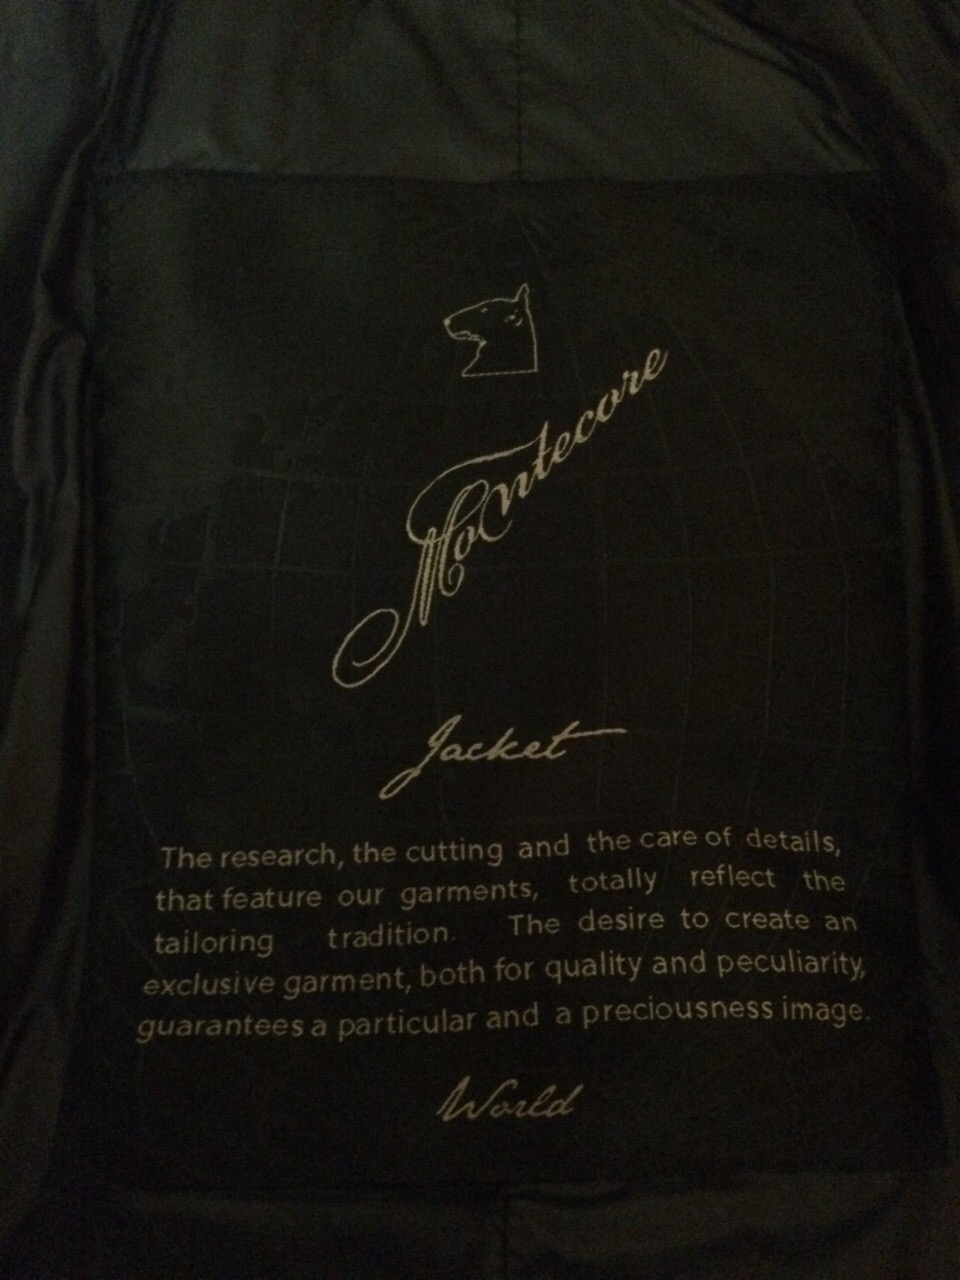 Montecore
Jacket
The research, the cutting and the care of details,
that feature our garments, totally reflect the
tailoring tradition. The desire to create an
exclusive garment, both for quality and peculiarity,
guarantees a particular and a preciousness image.
World